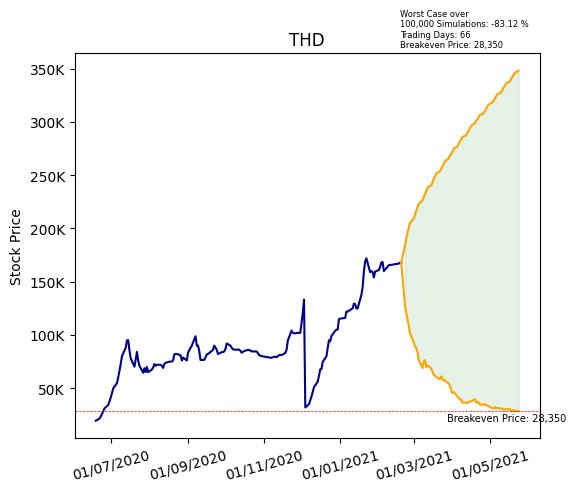 Worst Case over
100,000 Simulations: -83.12 %
Trading Days: 66
Breakeven Price: 28,350
THD
Stock Price
350K
300K
250K
200K
150K
100K
50K
Breakeven Price: 28,350
01/07/2020
01/09/2020
01/11/2020
01/01/2021
01/03/2021
01/05/2021